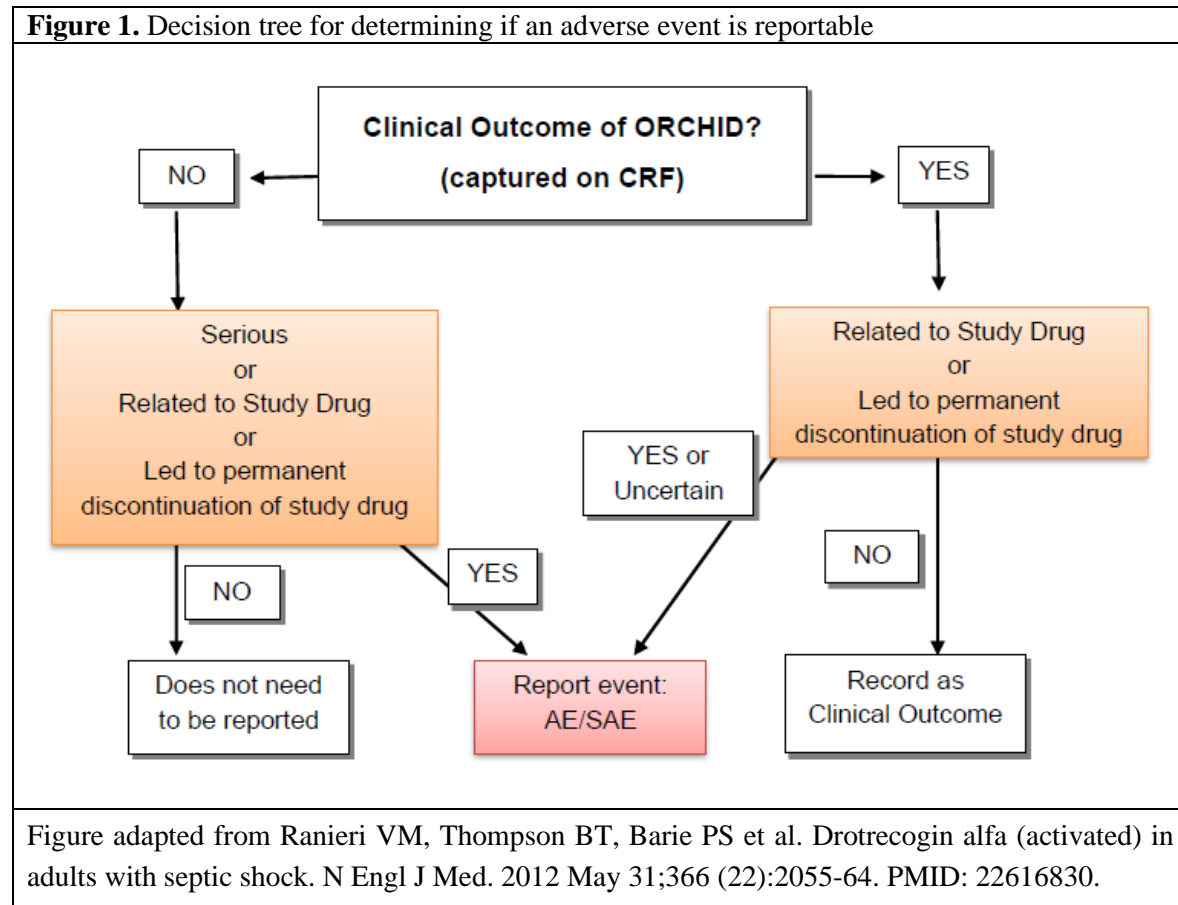 Figure 1. Decision tree for determining if an adverse event is reportable
Clinical Outcome of ORCHID?
(captured on CRF)
NO
YES
Serious
or
Related to Study Drug
or
Led to permanent
discontinuation of study drug
Related to Study Drug
or
Led to permanent
discontinuation of study drug
YES or
Uncertain
NO
YES
NO
Does not need
to be reported
Report event:
AE/SAE
Record as
Clinical Outcome
Figure adapted from Ranieri VM, Thompson BT, Barie PS et al. Drotrecogin alfa (activated) in
adults with septic shock. N Engl J Med. 2012 May 31;366 (22):2055-64. PMID: 22616830.